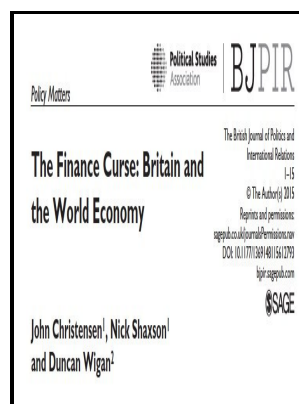 Political Studies
Association
BJPIR
Policy Matters
The Finance Curse: Britain and
the World Economy
The British Journal of Politics and
International Relations
1–15
© The Author(s) 2015
Reprints and permissions:
sagepub.co.uk/journalsPermissions.nav
DOI: 10.1177/1369148115612793
bjpir.sagepub.com
SAGE
John Christensen¹, Nick Shaxson¹
and Duncan Wigan²